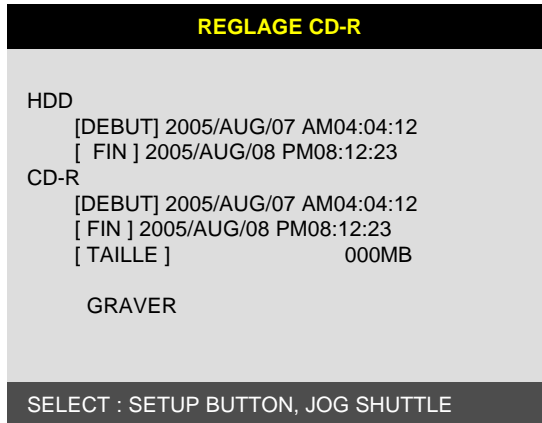 REGLAGE CD-R
HDD
[DEBUT] 2005/AUG/07 AM04:04:12
[ FIN ] 2005/AUG/08 PM08:12:23
CD-R
[DEBUT] 2005/AUG/07 AM04:04:12
[ FIN ] 2005/AUG/08 PM08:12:23
[ TAILLE ] 000MB
GRAVER
SELECT : SETUP BUTTON, JOG SHUTTLE